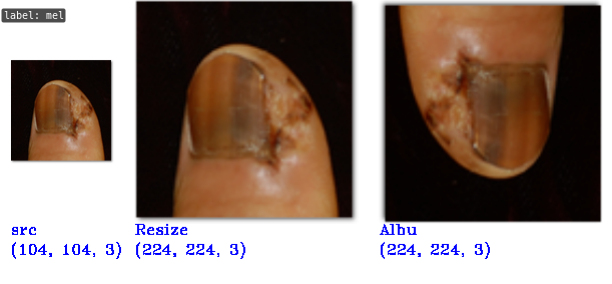 label: mel
src
(104, 104, 3)
Resize
(224, 224, 3)
Albu
(224, 224, 3)